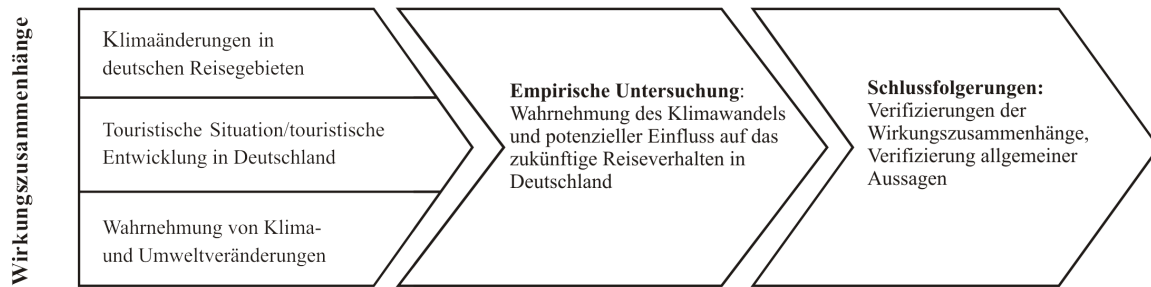 Wirkungszusammenhänge
Klimaänderungen in
deutschen Reisegebieten
Touristische Situation/touristische
Entwicklung in Deutschland
Wahrnehmung von Klima-
und Umweltveränderungen
Empirische Untersuchung:
Wahrnehmung des Klimawandels
und potenzieller Einfluss auf das
zukünftige Reiseverhalten in
Deutschland
Schlussfolgerungen:
Verifizierungen der
Wirkungszusammenhänge,
Verifizierung allgemeiner
Aussagen